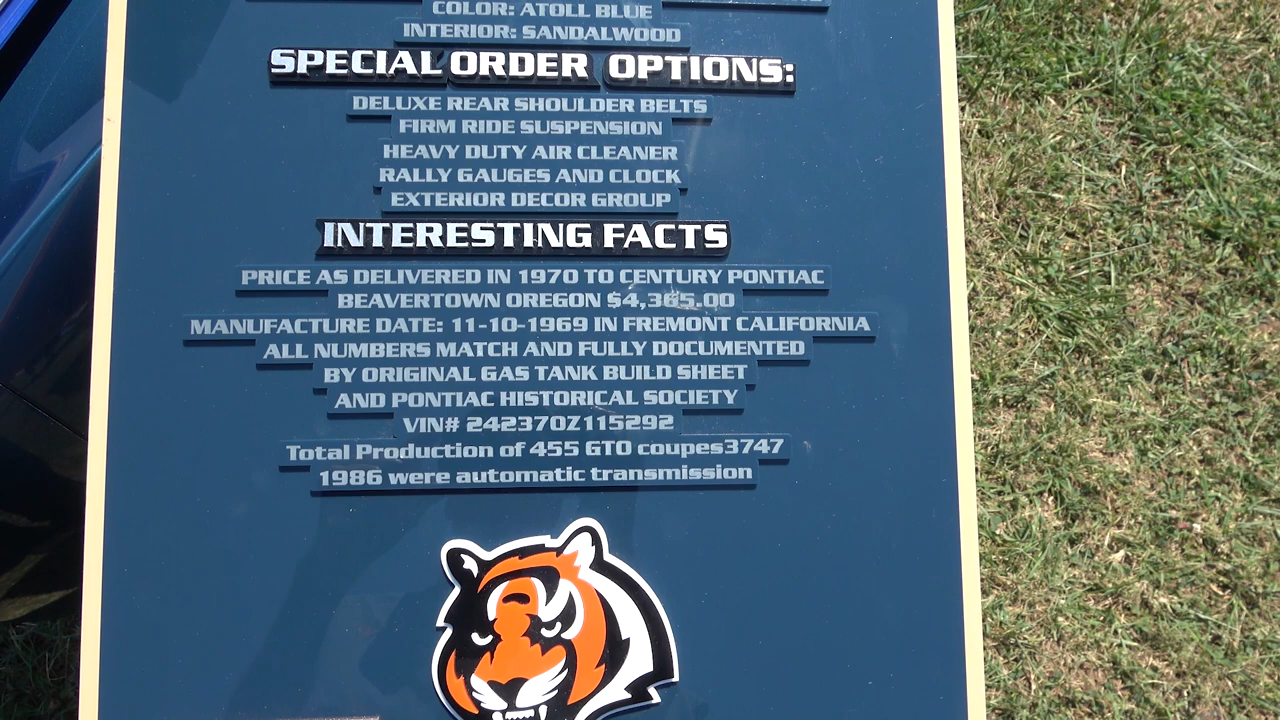 COLOR: ATOLL BLUE
INTERIOR: SANDALWOOD
SPECIAL ORDER OPTIONS:
DELUXE REAR SHOULDER BELTS
FIRM RIDE SUSPENSION
HEAVY DUTY AIR CLEANER
RALLY GAUGES AND CLOCK
EXTERIOR DECOR GROUP
INTERESTING FACTS
PRICE AS DELIVERED IN 1970 TO CENTURY PONTIAC
BEAVERTOWN OREGON $4,365.00
MANUFACTURE DATE: 11-10-1969 IN FREMONT CALIFORNIA
ALL NUMBERS MATCH AND FULLY DOCUMENTED
BY ORIGINAL GAS TANK BUILD SHEET
AND PONTIAC HISTORICAL SOCIETY
VIN# 242370Z115292
Total Production of 455 GTO coupes3747
1986 were automatic transmission